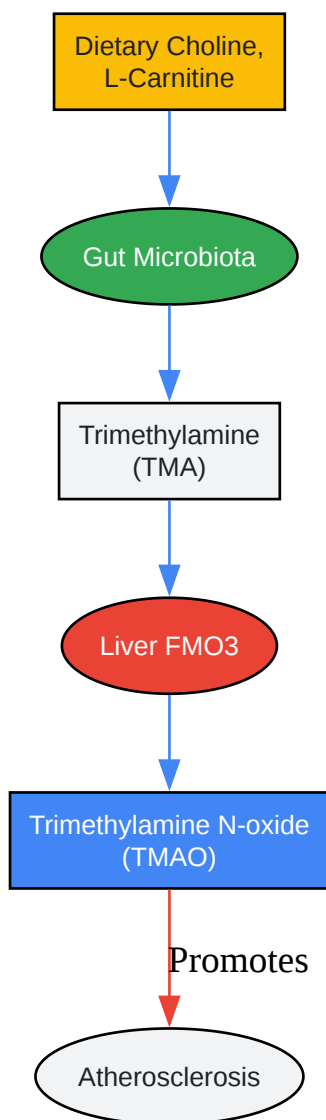 Dietary Choline,
L-Carnitine
Gut Microbiota
Trimethylamine
(TMA)
Liver FMO3
Trimethylamine N-oxide
(TMAO)
Promotes
Atherosclerosis